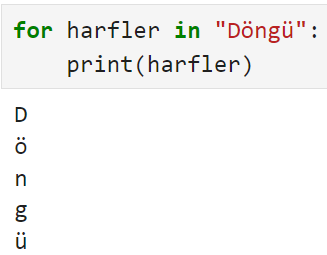 for harfler in "Döngü":
    print(harfler)
D
ö
n
g
ü